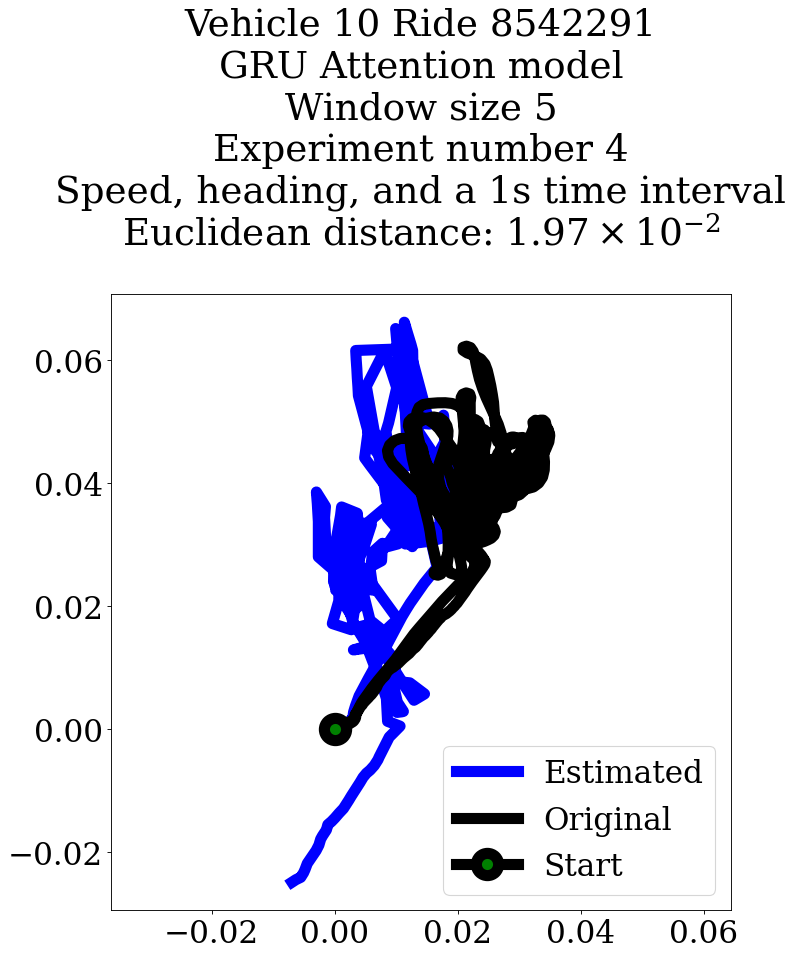 Vehicle 10 Ride 8542291
GRU Attention model
Window size 5
Experiment number 4
Speed, heading, and a 1s time interval
Euclidean distance: 1.97 × 10⁻²
0.06
0.04
0.02
0.00
−0.02
Estimated
Original
Start
−0.02 0.00 0.02 0.04 0.06